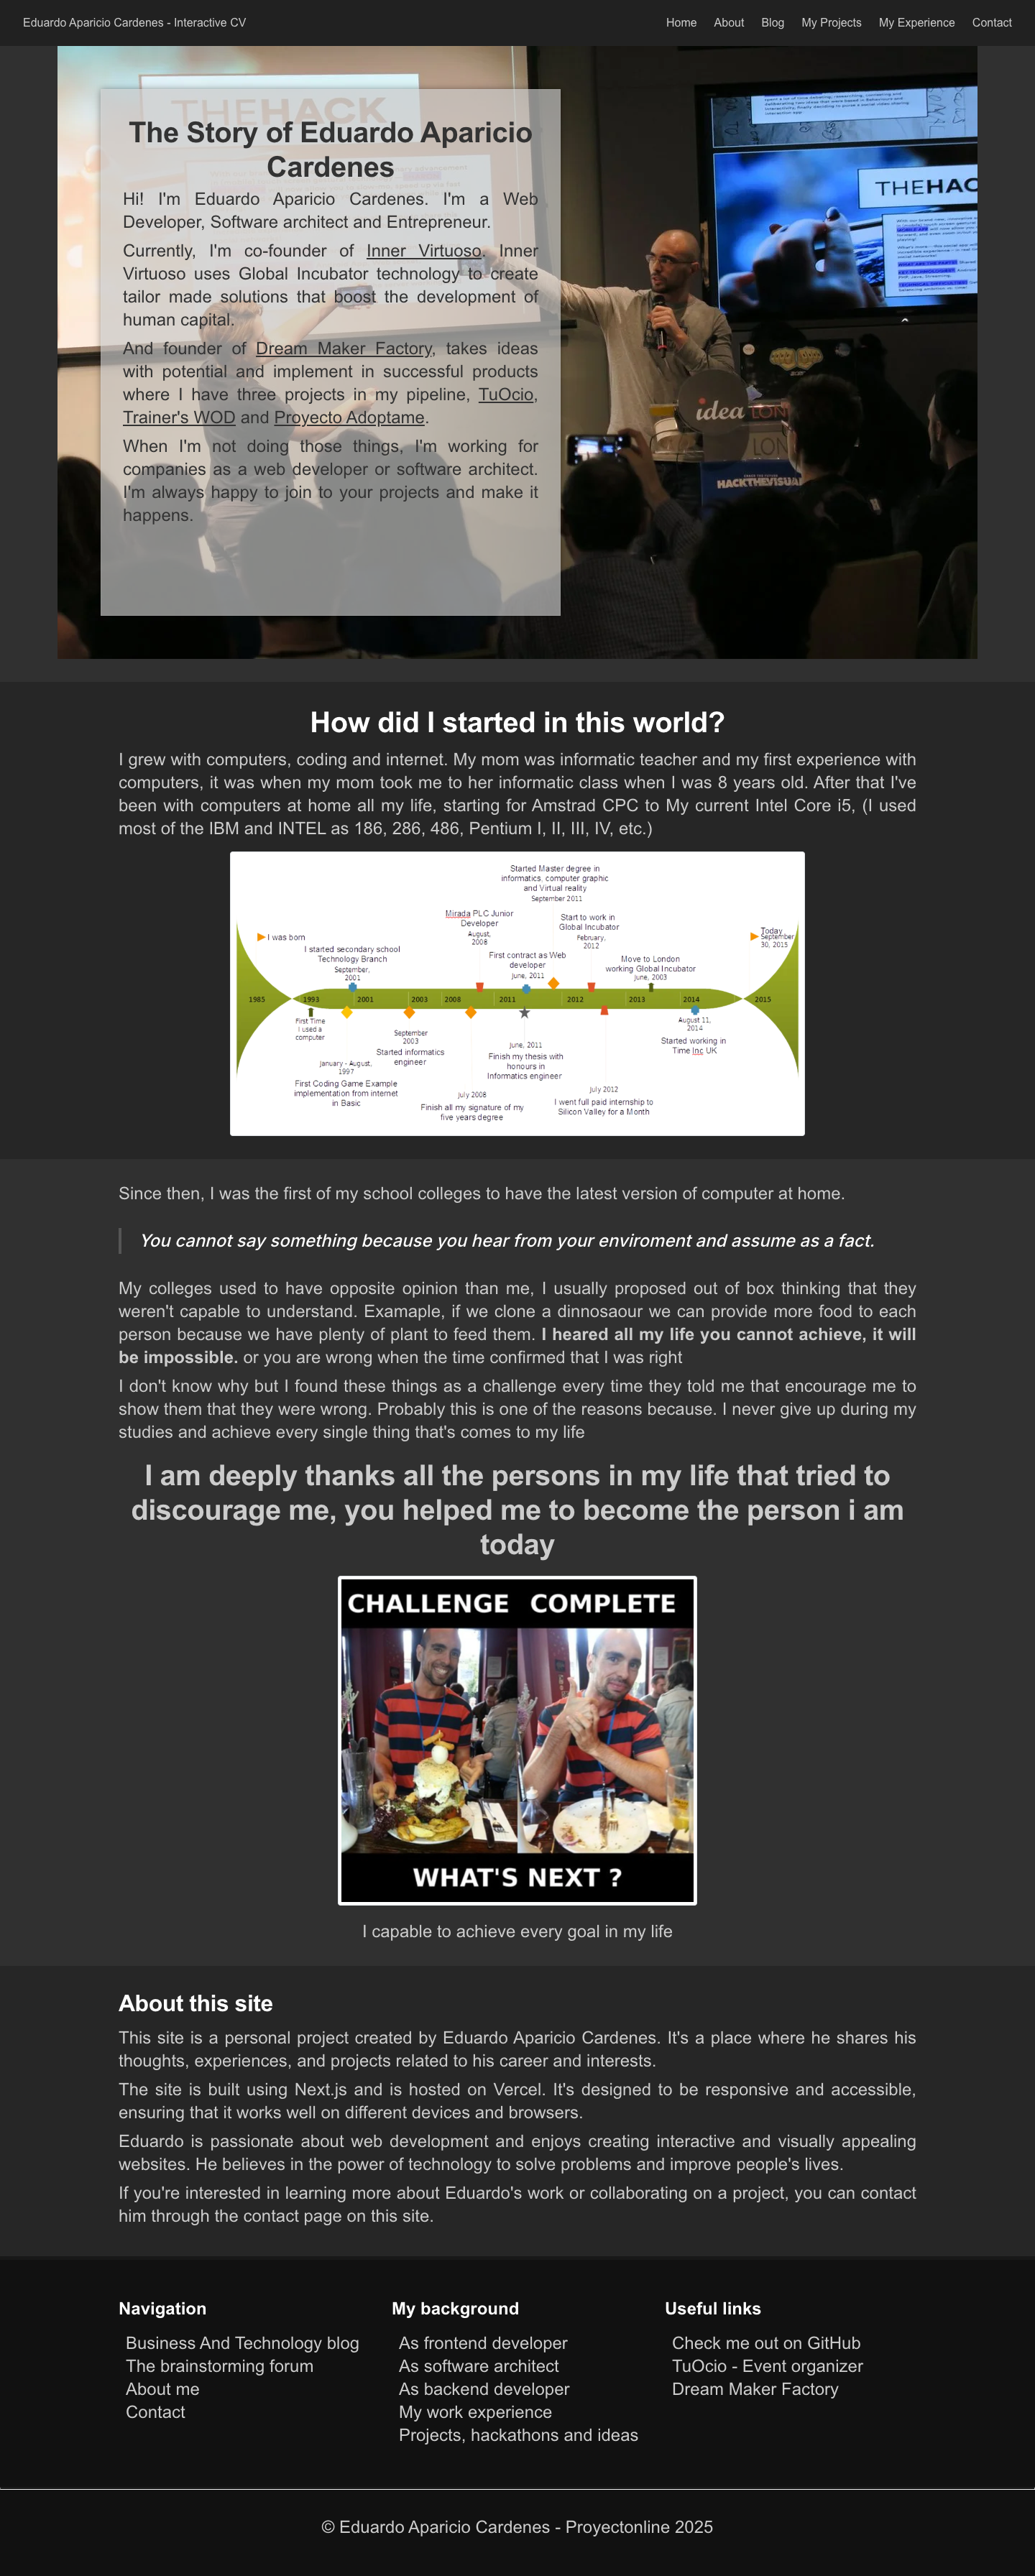 Eduardo Aparicio Cardenes - Interactive CV
Home About Blog My Projects My Experience Contact
THEHACK
The Story of Eduardo Aparicio
Cardenes
Hi! I'm Eduardo Aparicio Cardenes. I'm a Web
Developer, Software architect and Entrepreneur.
Currently, I'm co-founder of Inner Virtuoso. Inner
Virtuoso uses Global Incubator technology to create
tailor made solutions that boost the development of
human capital.
And founder of Dream Maker Factory, takes ideas
with potential and implement in successful products
where I have three projects in my pipeline, TuOcio,
Trainer's WOD and Proyecto Adoptame.
When I'm not doing those things, I'm working for
companies as a web developer or software architect.
I'm always happy to join to your projects and make it
happens.
THEHAC
idea LON
LON
HACKTHEVISUAL
How did I started in this world?
I grew with computers, coding and internet. My mom was informatic teacher and my first experience with
computers, it was when my mom took me to her informatic class when I was 8 years old. After that I've
been with computers at home all my life, starting for Amstrad CPC to My current Intel Core i5, (I used
most of the IBM and INTEL as 186, 286, 486, Pentium I, II, III, IV, etc.)
Started Master degree in
informatics, computer graphic
and Virtual reality
September 2011
Mirada PLC Junior
Developer
August,
2008
Start to work in
Global Incubator
February,
2012
I was born
Today
September
30, 2015
I started secondary school
Technology Branch
September,
2001
First contract as Web
developer
June, 2011
Move to London
working Global Incubator
June, 2003
1985 1993 2001 2003 2008 2011 2012 2013 2014 2015
First Time
I used a
computer
January - August,
1997
First Coding Game Example
implementation from internet
in Basic
September
2003
Started informatics
engineer
July 2008
Finish all my signature of my
five years degree
June, 2011
Finish my thesis with
honours in
Informatics engineer
July 2012
I went full paid internship to
Silicon Valley for a Month
August 11,
2014
Started working in
Time Inc UK
Since then, I was the first of my school colleges to have the latest version of computer at home.
You cannot say something because you hear from your enviroment and assume as a fact.
My colleges used to have opposite opinion than me, I usually proposed out of box thinking that they
weren't capable to understand. Examaple, if we clone a dinnosaour we can provide more food to each
person because we have plenty of plant to feed them. I heared all my life you cannot achieve, it will
be impossible. or you are wrong when the time confirmed that I was right
I don't know why but I found these things as a challenge every time they told me that encourage me to
show them that they were wrong. Probably this is one of the reasons because. I never give up during my
studies and achieve every single thing that's comes to my life
I am deeply thanks all the persons in my life that tried to
discourage me, you helped me to become the person i am
today
CHALLENGE COMPLETE
WHAT'S NEXT ?
I capable to achieve every goal in my life
About this site
This site is a personal project created by Eduardo Aparicio Cardenes. It's a place where he shares his
thoughts, experiences, and projects related to his career and interests.
The site is built using Next.js and is hosted on Vercel. It's designed to be responsive and accessible,
ensuring that it works well on different devices and browsers.
Eduardo is passionate about web development and enjoys creating interactive and visually appealing
websites. He believes in the power of technology to solve problems and improve people's lives.
If you're interested in learning more about Eduardo's work or collaborating on a project, you can contact
him through the contact page on this site.
Navigation
Business And Technology blog
The brainstorming forum
About me
Contact
My background
As frontend developer
As software architect
As backend developer
My work experience
Projects, hackathons and ideas
Useful links
Check me out on GitHub
TuOcio - Event organizer
Dream Maker Factory
© Eduardo Aparicio Cardenes - Proyectonline 2025